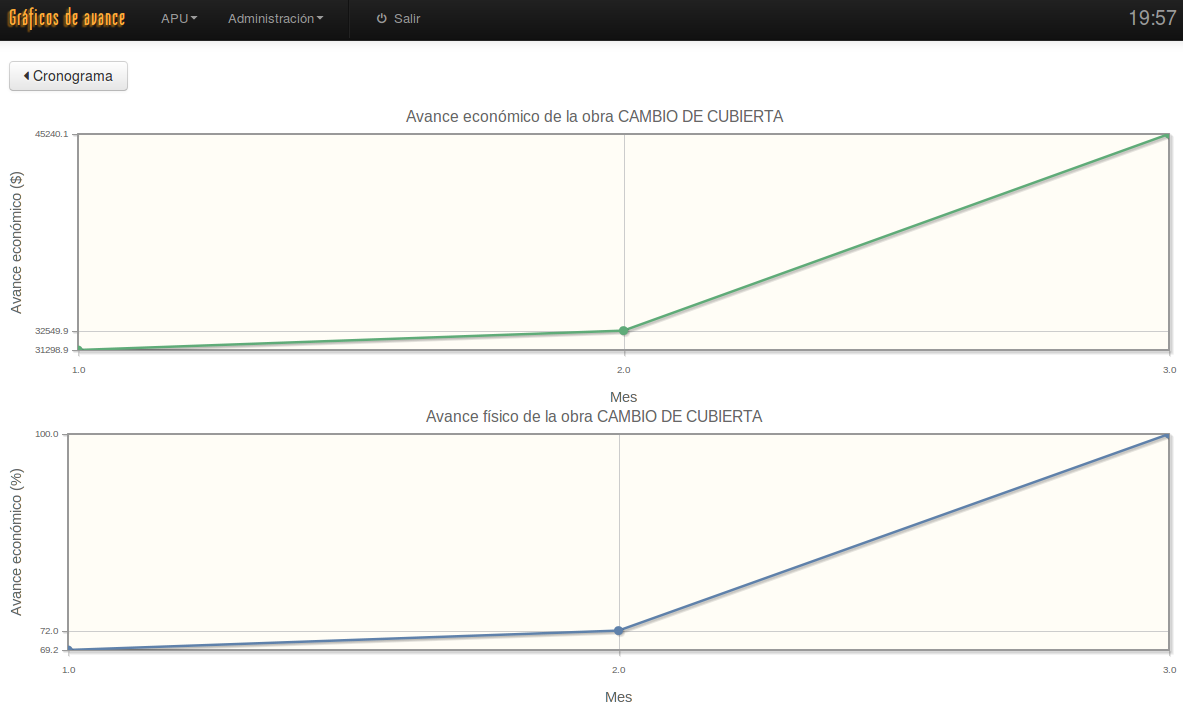 Gráficos de avance APU Administración Salir 19:57
Cronograma
Avance económico de la obra CAMBIO DE CUBIERTA
Avance económico ($)
45240.1
32549.9
31298.9
1.0 2.0 3.0
Mes
Avance físico de la obra CAMBIO DE CUBIERTA
Avance económico (%)
100.0
72.0
69.2
1.0 2.0 3.0
Mes